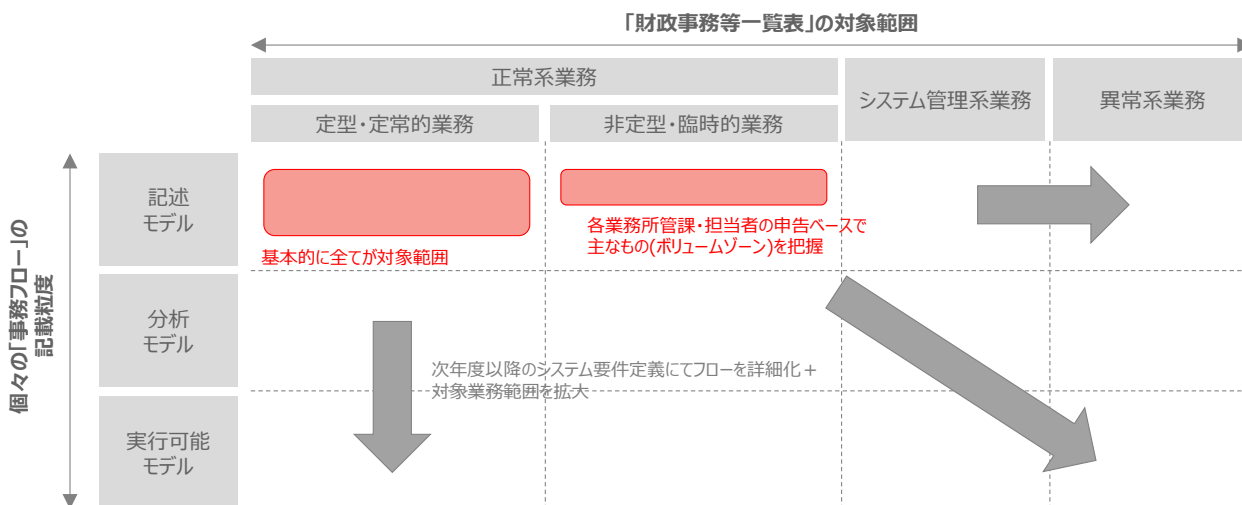 「財政事務等一覧表」の対象範囲
正常系業務
システム管理系業務
異常系業務
定型・定常的業務
非定型・臨時的業務
個々の「事務フロー」の
記載粒度
記述
モデル
基本的に全てが対象範囲
各業務所管課・担当者の申告ベースで
主なもの(ボリュームゾーン)を把握
分析
モデル
次年度以降のシステム要件定義にてフローを詳細化+
対象業務範囲を拡大
実行可能
モデル